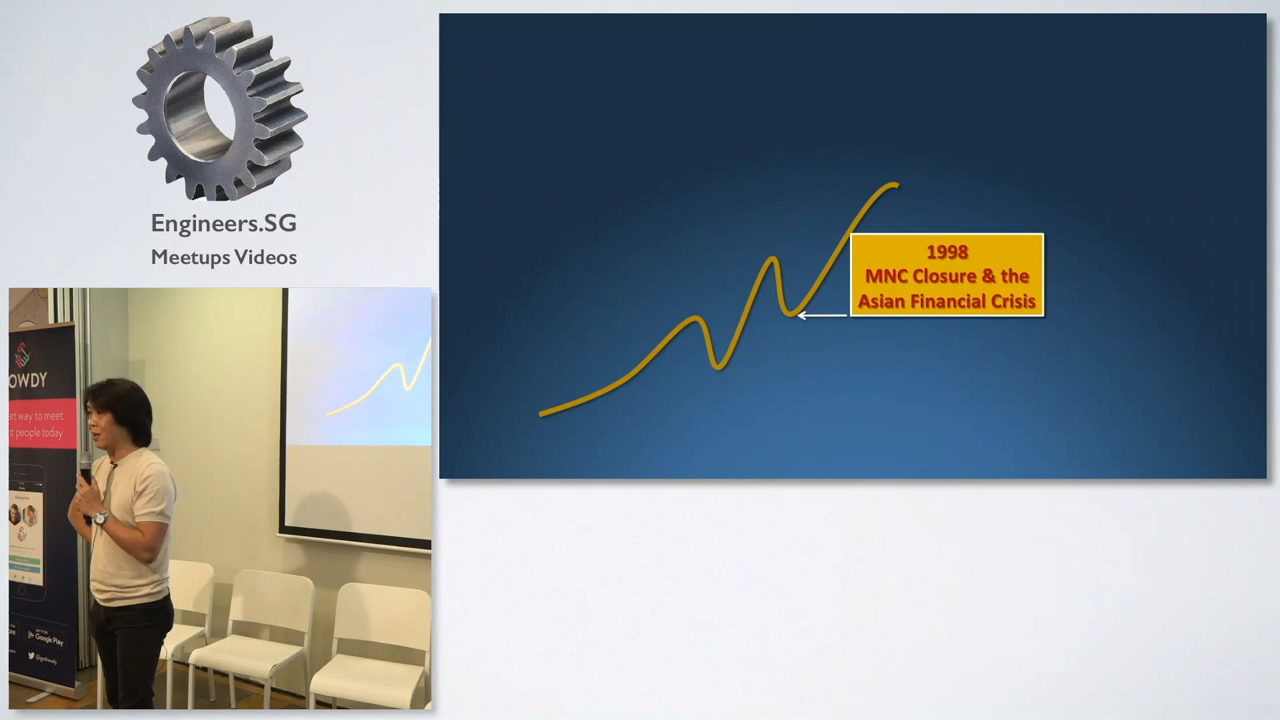 Engineers.SG
Meetups Videos
1998
MNC Closure & the
Asian Financial Crisis
OWDY
art way to meet
t people today
Google Play